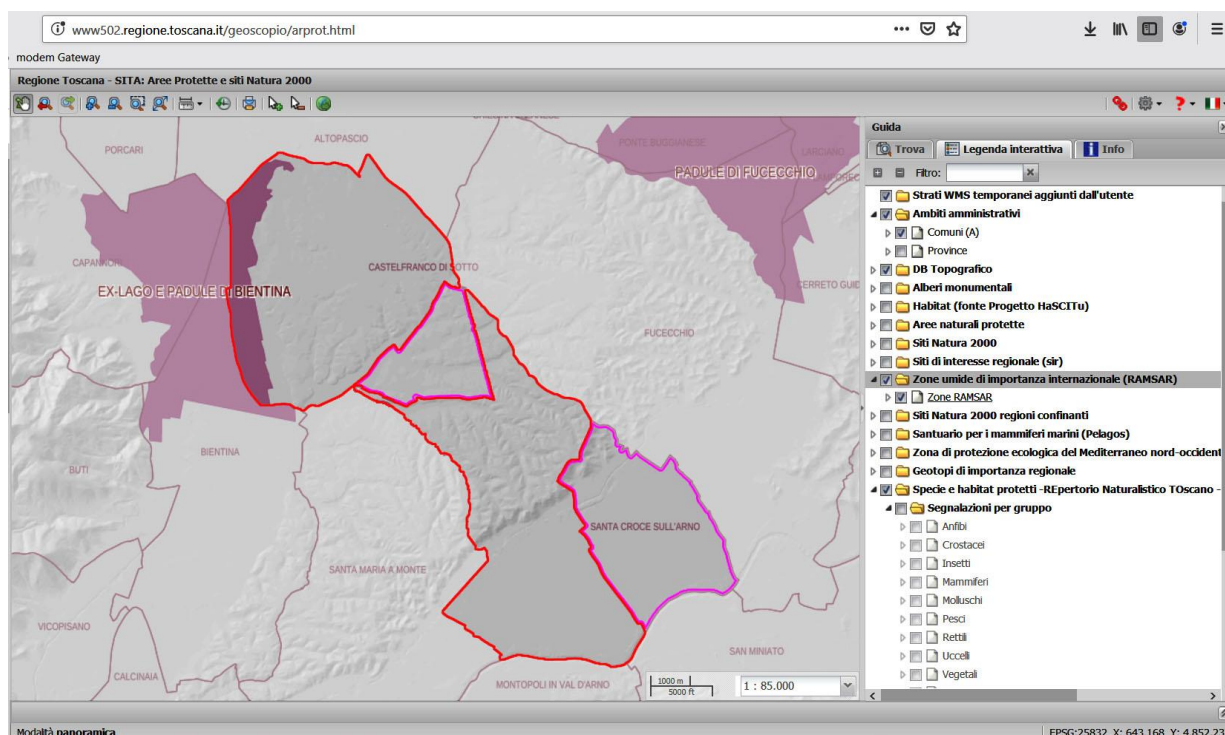 www502.regione.toscana.it/geoscopio/arprot.html
modem Gateway
Regione Toscana - SITA: Aree Protette e siti Natura 2000
Guida
Trova Legenda interattiva Info
Filtro:
Strati WMS temporanei aggiunti dall'utente
Ambiti amministrativi
Comuni (A)
Province
DB Topografico
Alberi monumentali
Habitat (fonte Progetto HaSCITu)
Aree naturali protette
Siti Natura 2000
Siti di interesse regionale (sir)
Zone umide di importanza internazionale (RAMSAR)
Zone RAMSAR
Siti Natura 2000 regioni confinanti
Santuario per i mammiferi marini (Pelagos)
Zona di protezione ecologica del Mediterraneo nord-occident
Geotopi di importanza regionale
Specie e habitat protetti -REpertorio Naturalistico TOscano -
Segnalazioni per gruppo
Anfibi
Crostacei
Insetti
Mammiferi
Molluschi
Pesci
Rettili
Uccelli
Vegetali
ALTOPASCIO
PORCARI
PONTE BUGGIANESE
LARCIANO
PADULE DI FUCECCHIO
CAPANNORI
CASTELFRANCO DI SOTTO
EX-LAGO E PADULE DI BIENTINA
CERRETO GUID
FUCECCHIO
BIENTINA
BUTI
SANTA CROCE SULL'ARNO
SANTA MARIA A MONTE
VICOPISANO
SAN MINIATO
CALCINAIA
MONTOPOLI IN VAL D'ARNO
1000 m
5000 ft
1 : 85.000
Modalità panoramica
EPSG:25832 X: 643.168 Y: 4.852.23